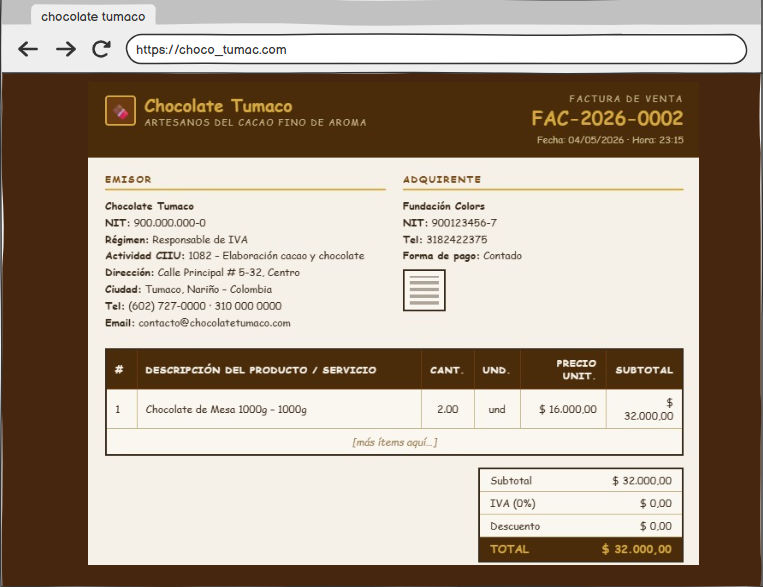 chocolate tumaco
https://choco_tumac.com
Chocolate Tumaco
ARTESANOS DEL CACAO FINO DE AROMA
FACTURA DE VENTA
FAC-2026-0002
Fecha: 04/05/2026 · Hora: 23:15
EMISOR
Chocolate Tumaco
NIT: 900.000.000-0
Régimen: Responsable de IVA
Actividad CIIU: 1082 – Elaboración cacao y chocolate
Dirección: Calle Principal # 5-32, Centro
Ciudad: Tumaco, Nariño – Colombia
Tel: (602) 727-0000 · 310 000 0000
Email: contacto@chocolatetumaco.com
ADQUIRENTE
Fundación Colors
NIT: 900123456-7
Tel: 3182422375
Forma de pago: Contado
# DESCRIPCIÓN DEL PRODUCTO / SERVICIO CANT. UND. PRECIO UNIT. SUBTOTAL
1 Chocolate de Mesa 1000g – 1000g 2.00 und $ 16.000,00 $ 32.000,00
[más ítems aquí...]
Subtotal $ 32.000,00
IVA (0%) $ 0,00
Descuento $ 0,00
TOTAL $ 32.000,00